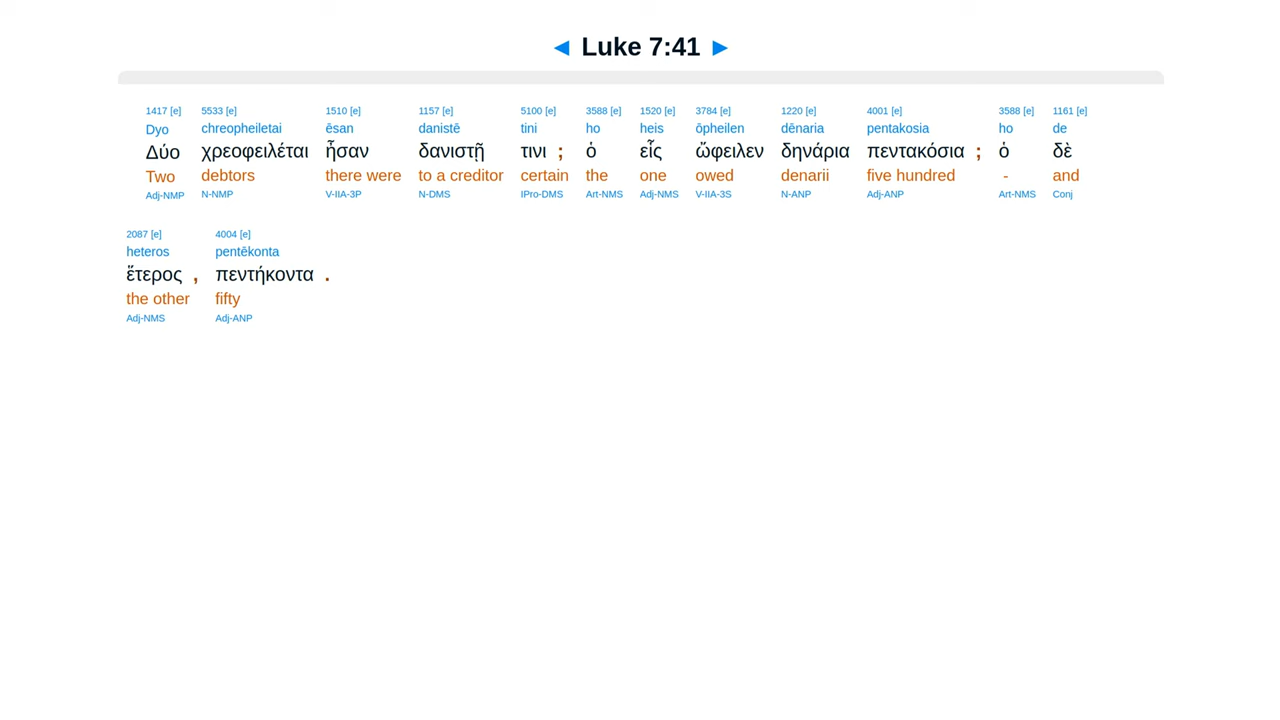 ◄ Luke 7:41 ►
1417 [e] 5533 [e] 1510 [e] 1157 [e] 5100 [e] 3588 [e] 1520 [e] 3784 [e] 1220 [e] 4001 [e] 3588 [e] 1161 [e]
Dyo chreopheiletai ēsan danistē tini ho heis ōpheilen dēnaria pentakosia ho de
Δύο χρεοφειλέται ἦσαν δανιστῇ τινι ; ὁ εἷς ὤφειλεν δηνάρια πεντακόσια ; ὁ δὲ
Two debtors there were to a creditor certain the one owed denarii five hundred - and
Adj-NMP N-NMP V-IIA-3P N-DMS IPro-DMS Art-NMS Adj-NMS V-IIA-3S N-ANP Adj-ANP Art-NMS Conj
2087 [e] 4004 [e]
heteros pentēkonta
ἕτερος , πεντήκοντα .
the other fifty
Adj-NMS Adj-ANP